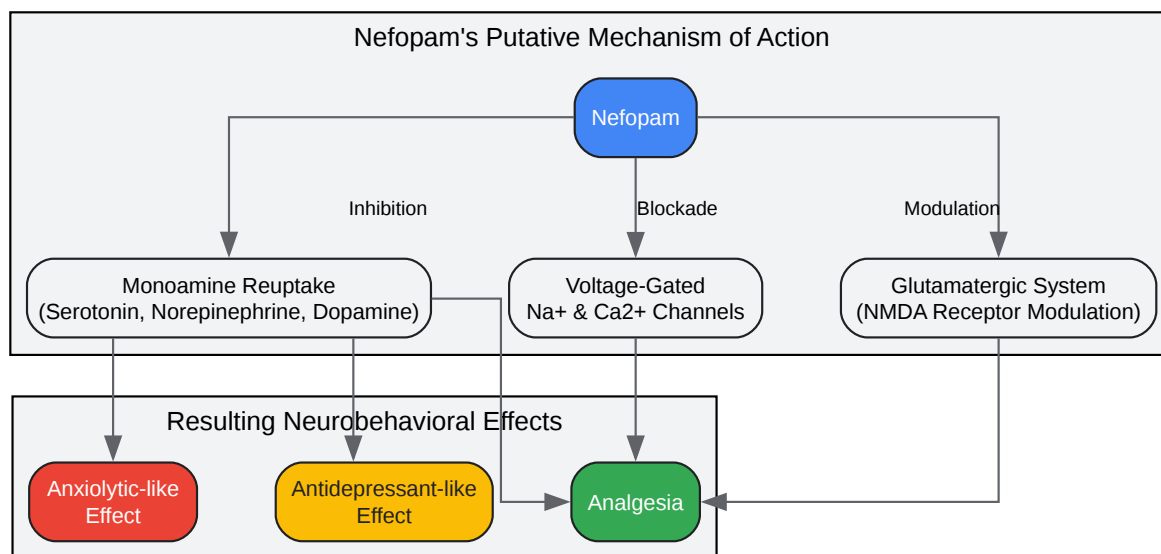 Nefopam's Putative Mechanism of Action
Nefopam
Inhibition
Blockade
Modulation
Monoamine Reuptake
(Serotonin, Norepinephrine, Dopamine)
Voltage-Gated
Na+ & Ca2+ Channels
Glutamatergic System
(NMDA Receptor Modulation)
Resulting Neurobehavioral Effects
Anxiolytic-like
Effect
Antidepressant-like
Effect
Analgesia